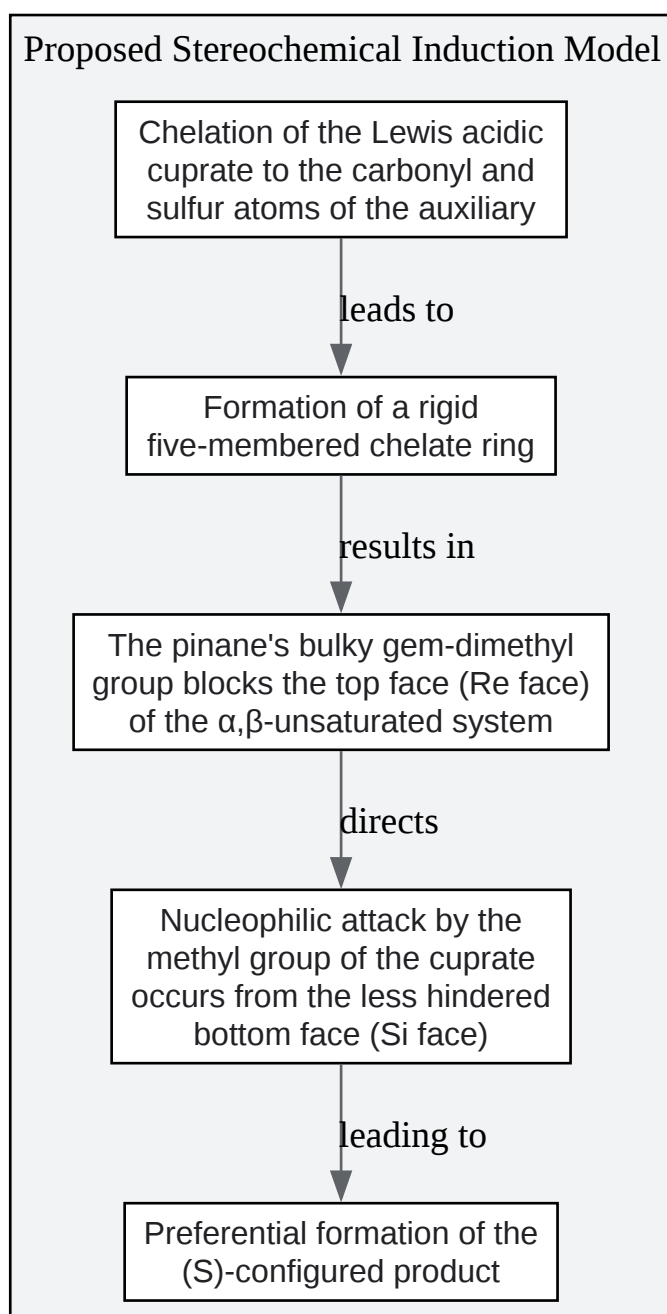 Proposed Stereochemical Induction Model
Chelation of the Lewis acidic
cuprate to the carbonyl and
sulfur atoms of the auxiliary
leads to
Formation of a rigid
five-membered chelate ring
results in
The pinane's bulky gem-dimethyl
group blocks the top face (Re face)
of the α,β-unsaturated system
directs
Nucleophilic attack by the
methyl group of the cuprate
occurs from the less hindered
bottom face (Si face)
leading to
Preferential formation of the
(S)-configured product